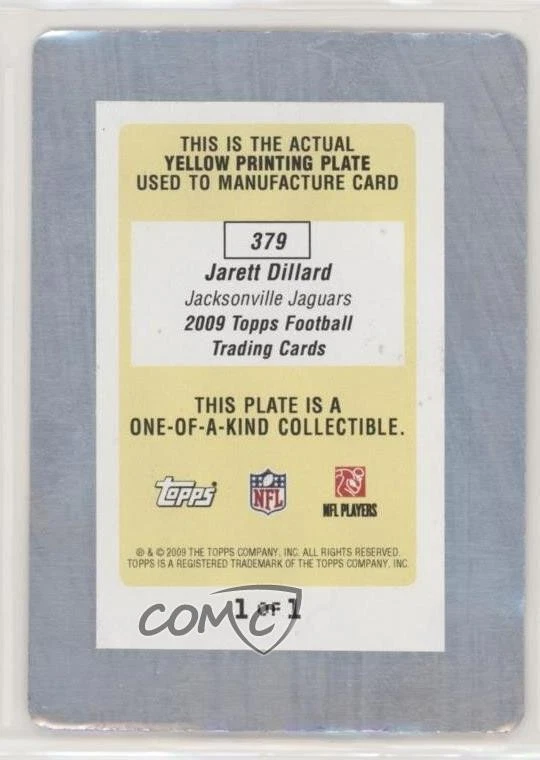 THIS IS THE ACTUAL
YELLOW PRINTING PLATE
USED TO MANUFACTURE CARD
379
Jarett Dillard
Jacksonville Jaguars
2009 Topps Football
Trading Cards
THIS PLATE IS A
ONE-OF-A-KIND COLLECTIBLE.
topps® NFL NFL PLAYERS
® & © 2009 THE TOPPS COMPANY, INC. ALL RIGHTS RESERVED.
TOPPS IS A REGISTERED TRADEMARK OF THE TOPPS COMPANY, INC.
1 OF 1
COMC